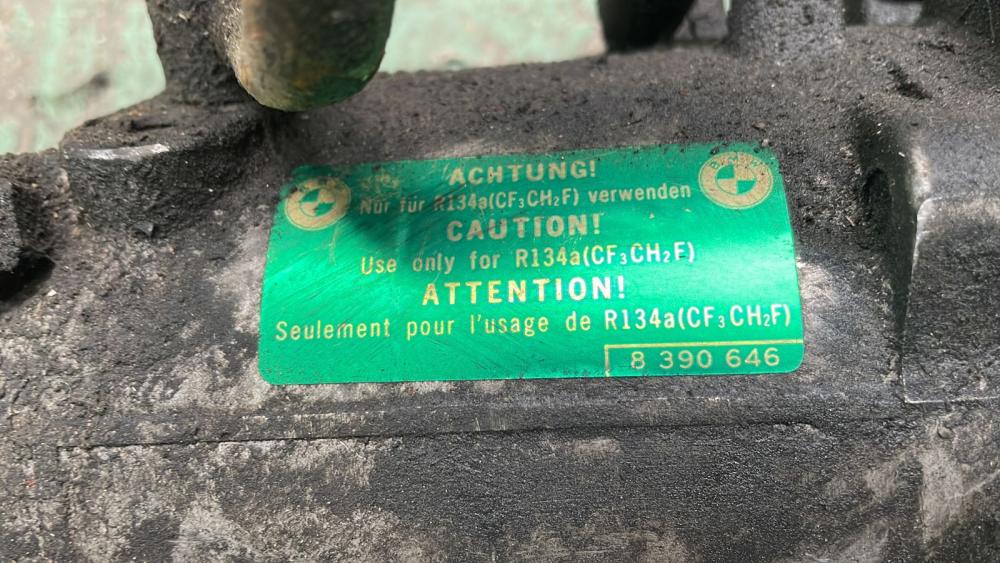 ACHTUNG!
Nur für R134a(CF₃CH₂F) verwenden
CAUTION!
Use only for R134a(CF₃CH₂F)
ATTENTION!
Seulement pour l'usage de R134a(CF₃CH₂F)
8 390 646